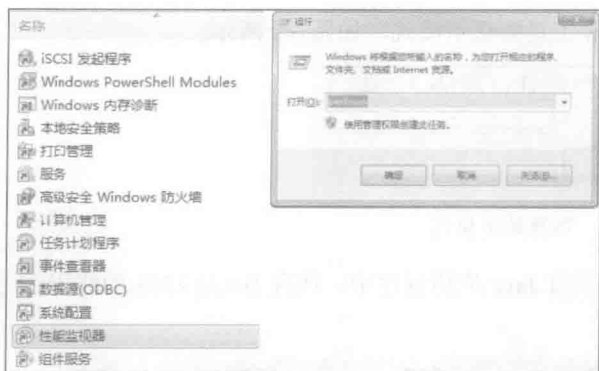 名称
iSCSI 发起程序
Windows PowerShell Modules
Windows 内存诊断
本地安全策略
打印管理
服务
高级安全 Windows 防火墙
计算机管理
任务计划程序
事件查看器
数据源(ODBC)
系统配置
性能监视器
组件服务
运行
Windows 将根据您所输入的名称，为您打开相应的程序、
文件夹、文档或 Internet 资源。
打开(O):
使用管理权限创建此任务。
确定
取消
浏览(B)...